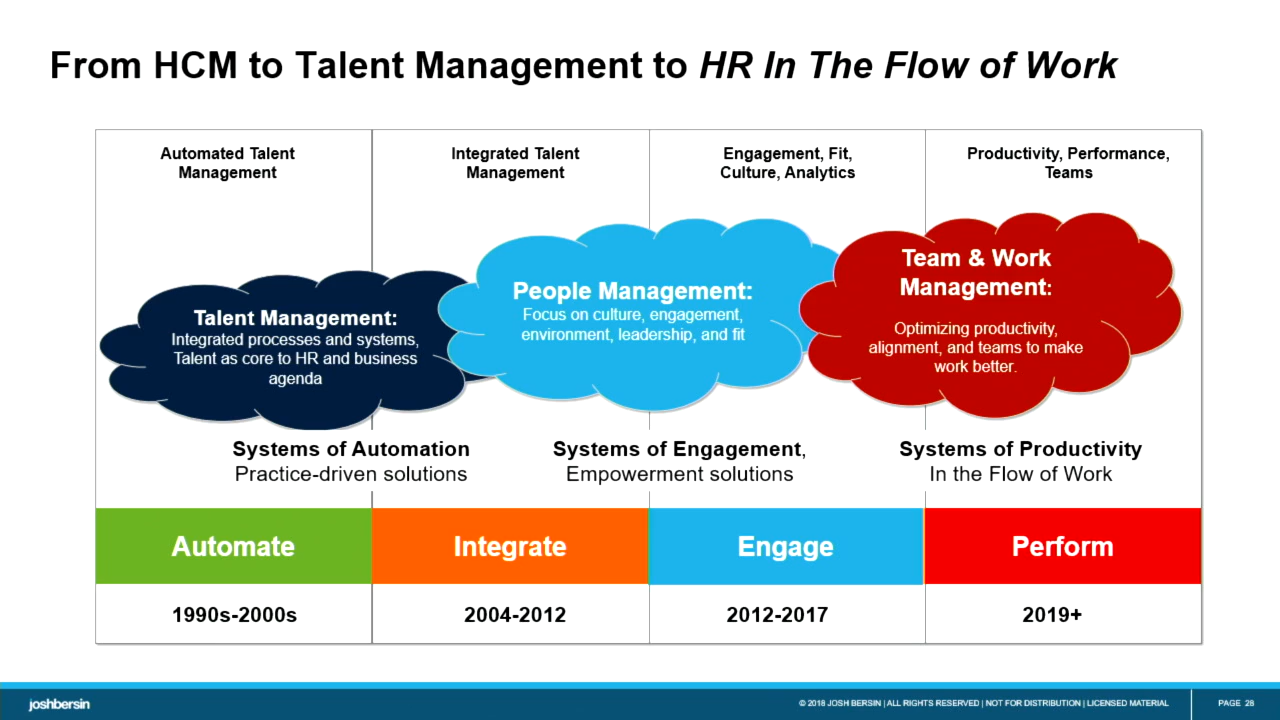 From HCM to Talent Management to HR In The Flow of Work
Automated Talent
Management
Integrated Talent
Management
Engagement, Fit,
Culture, Analytics
Productivity, Performance,
Teams
Talent Management:
Integrated processes and systems,
Talent as core to HR and business
agenda
People Management:
Focus on culture, engagement,
environment, leadership, and fit
Team & Work
Management:
Optimizing productivity,
alignment, and teams to make
work better.
Systems of Automation
Practice-driven solutions
Systems of Engagement,
Empowerment solutions
Systems of Productivity
In the Flow of Work
Automate
Integrate
Engage
Perform
1990s-2000s
2004-2012
2012-2017
2019+
joshbersin
© 2018 JOSH BERSIN | ALL RIGHTS RESERVED | NOT FOR DISTRIBUTION | LICENSED MATERIAL
PAGE 28